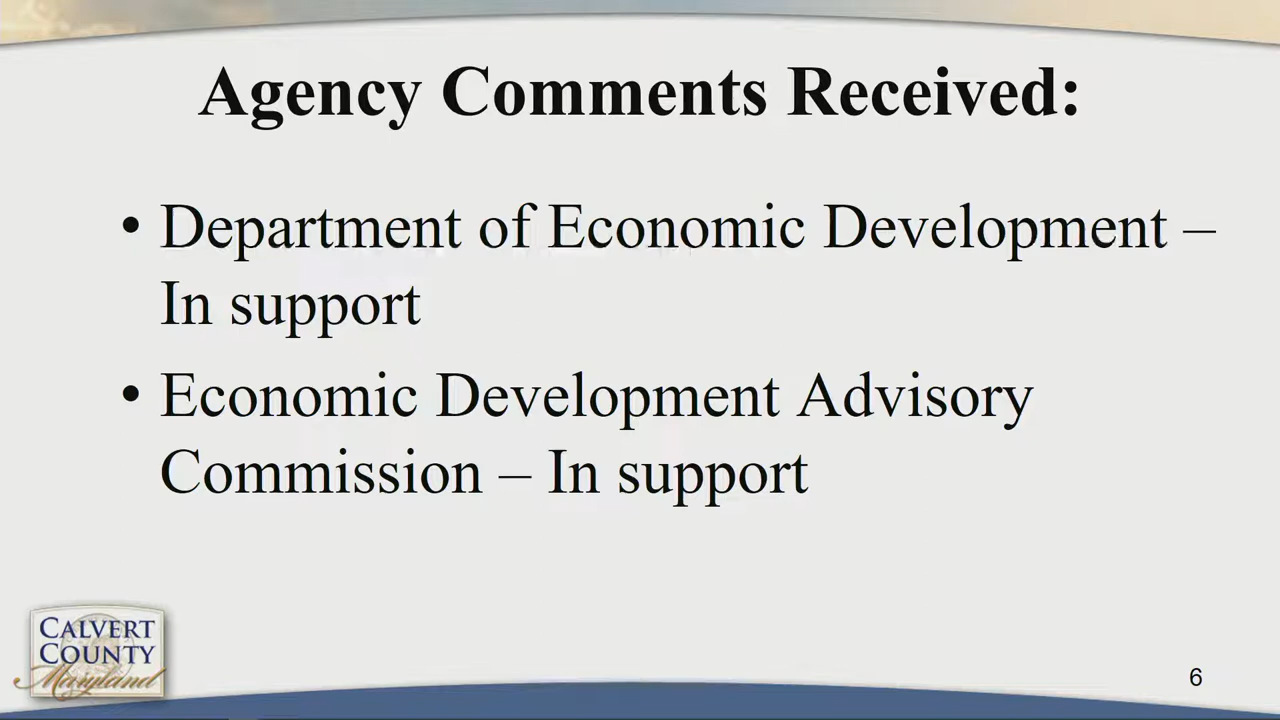 Agency Comments Received:
• Department of Economic Development –
In support
• Economic Development Advisory
Commission – In support
CALVERT
COUNTY
Maryland
6